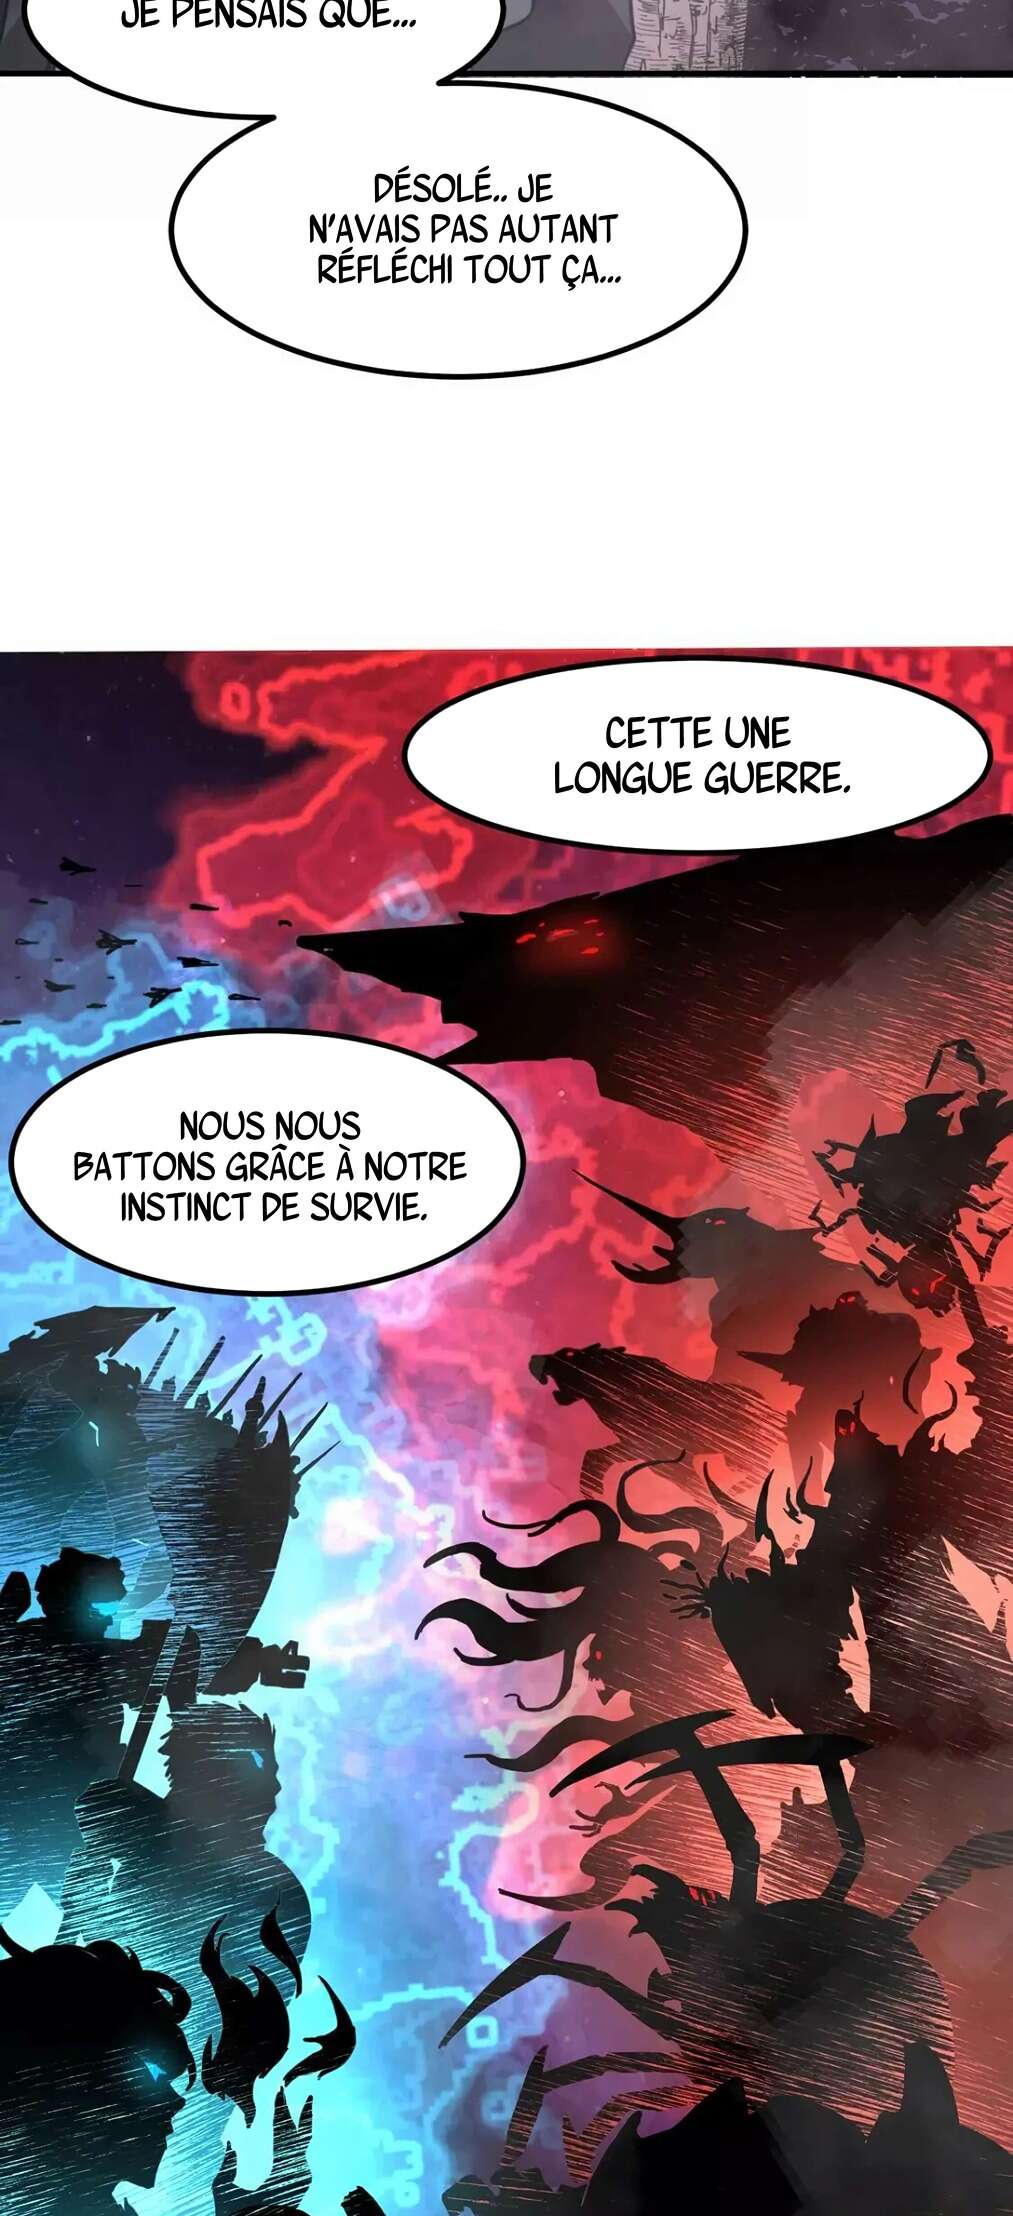 JE PENSAIS QUE...
DÉSOLÉ.. JE
N'AVAIS PAS AUTANT
RÉFLÉCHI TOUT ÇA...
CETTE UNE
LONGUE GUERRE.
NOUS NOUS
BATTONS GRÂCE À NOTRE
INSTINCT DE SURVIE.